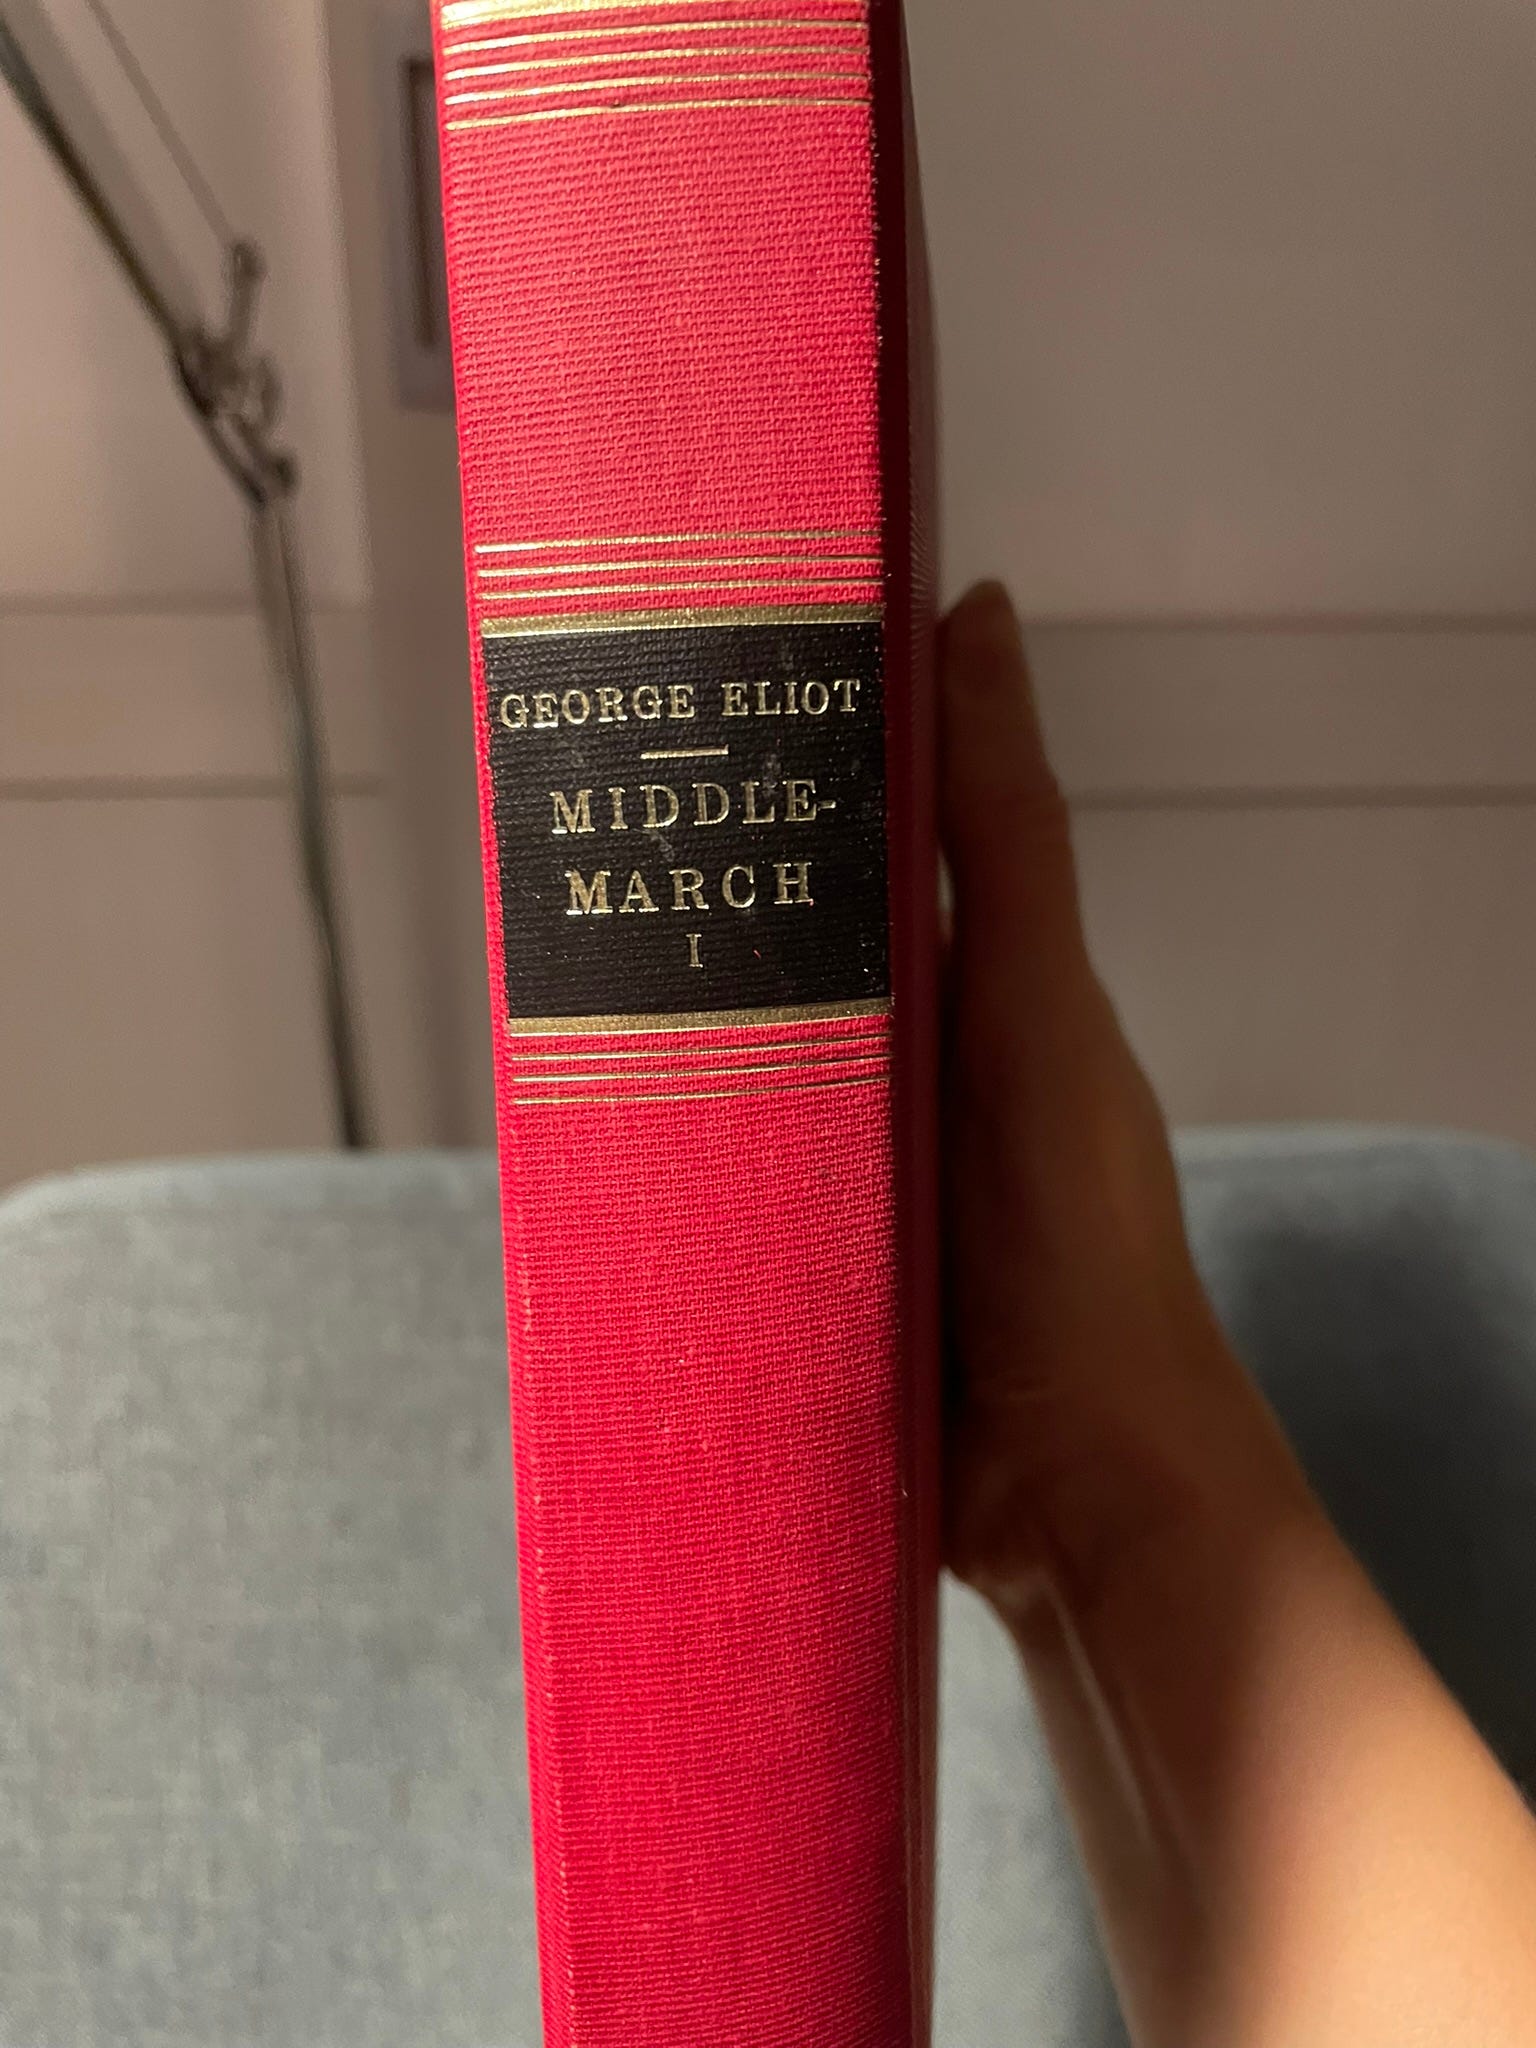 GEORGE ELIOT
MIDDLE-
MARCH
I